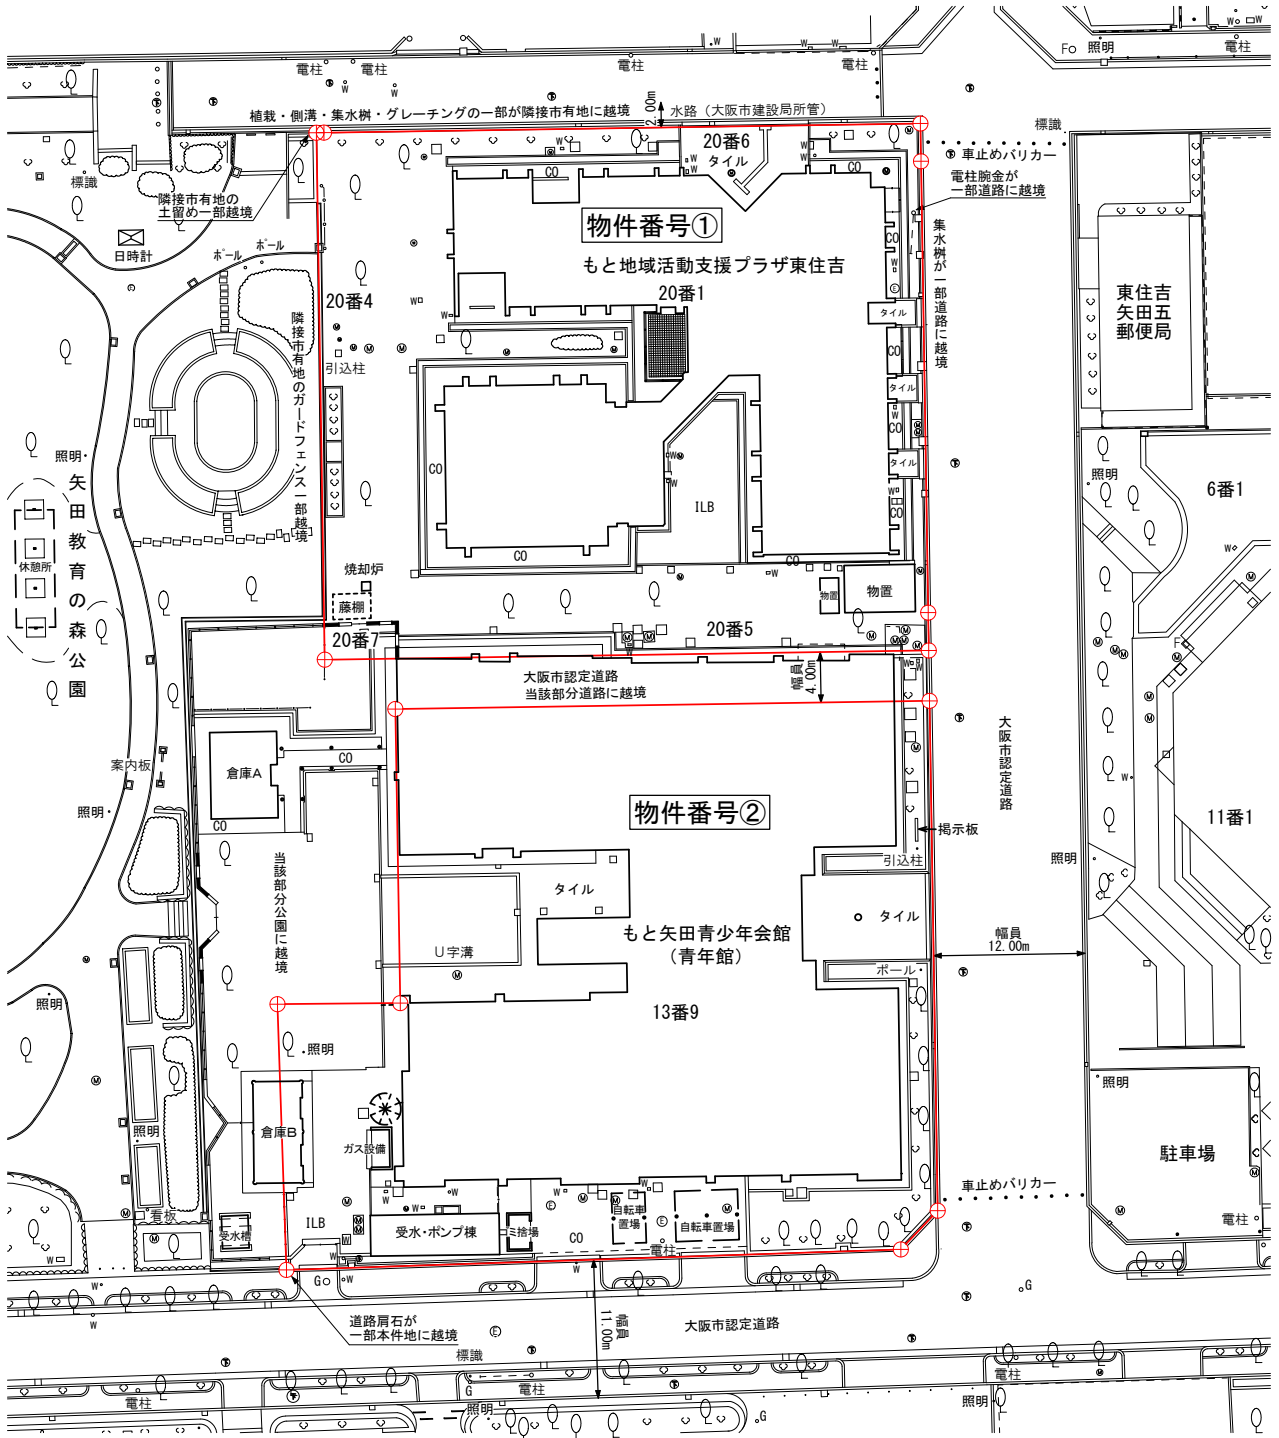 電柱
電柱
電柱
電柱
照明
電柱
植栽・側溝・集水桝・グレーチングの一部が隣接市有地に越境
2.00m
水路（大阪市建設局所管）
標識
車止めバリカー
20番6
タイル
CO
CO
電柱腕金が
一部道路に越境
標識
隣接市有地の
土留め一部越境
物件番号①
もと地域活動支援プラザ東住吉
20番1
日時計
ポール
ポール
20番4
引込柱
隣接市有地のガードフェンス一部越境
集水桝が一部道路に越境
CO
タイル
CO
タイル
CO
タイル
CO
東住吉
矢田五
郵便局
照明
矢田教育の森公園
休憩所
CO
CO
CO
ILB
照明
6番1
焼却炉
藤棚
20番7
20番5
物置
物置
大阪市認定道路
当該部分道路に越境
幅員
4.00m
案内板
倉庫A
CO
CO
照明
物件番号②
大阪市認定道路
掲示板
引込柱
11番1
照明
当該部分公園に越境
タイル
U字溝
もと矢田青少年会館
（青年館）
タイル
ポール
幅員
12.00m
13番9
照明
照明
照明
倉庫B
ガス設備
照明
駐車場
車止めバリカー
看板
受水槽
ILB
受水・ポンプ棟
ゴミ捨場
CO
自転車
置場
自転車置場
電柱
電柱
G
G
道路肩石が
一部本件地に越境
幅員
11.00m
大阪市認定道路
標識
電柱
G
電柱
照明
G
電柱
照明